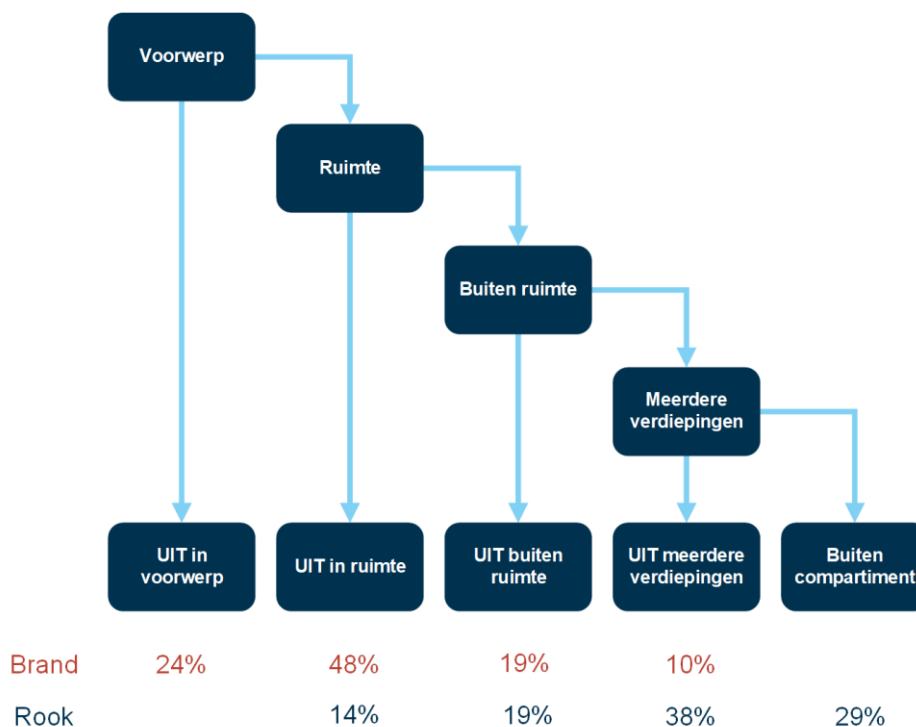 Voorwerp
Ruimte
Buiten ruimte
Meerdere
verdiepingen
UIT in
voorwerp
UIT in ruimte
UIT buiten
ruimte
UIT meerdere
verdiepingen
Buiten
compartiment
Brand 24% 48% 19% 10%
Rook 14% 19% 38% 29%